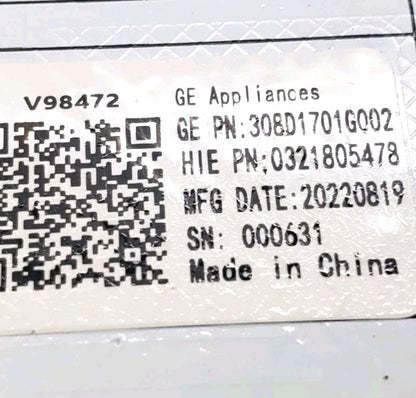 V98472
GE Appliances
GE PN:308D1701G002
HIE PN;0321805478
MFG DATE:20220819
SN: 000631
Made in China